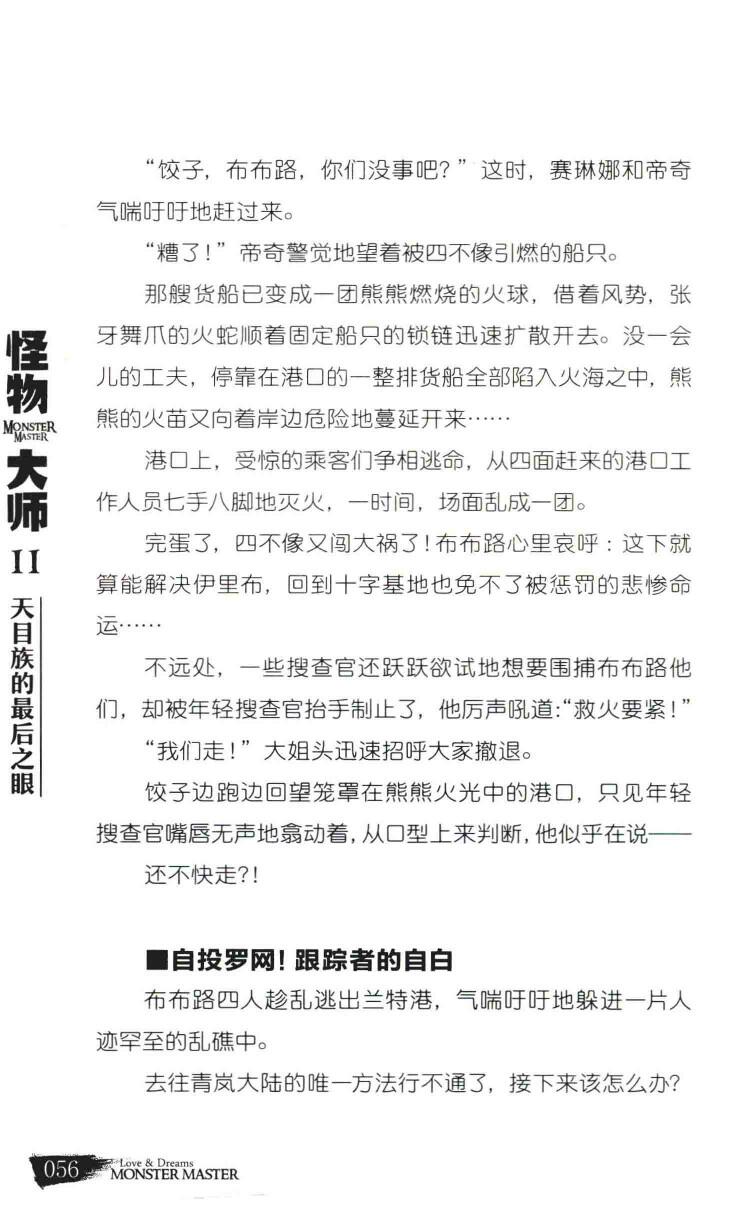 “饺子，布布路，你们没事吧？”这时，赛琳娜和帝奇
气喘吁吁地赶过来。
“糟了！”帝奇警觉地望着被四不像引燃的船只。
那艘货船已变成一团熊熊燃烧的火球，借着风势，张
牙舞爪的火蛇顺着固定船只的锁链迅速扩散开去。没一会
儿的工夫，停靠在港口的一整排货船全部陷入火海之中，熊
熊的火苗又向着岸边危险地蔓延开来……
港口上，受惊的乘客们争相逃命，从四面赶来的港口工
作人员七手八脚地灭火，一时间，场面乱成一团。
完蛋了，四不像又闯大祸了！布布路心里哀呼：这下就
算能解决伊里布，回到十字基地也免不了被惩罚的悲惨命
运……
不远处，一些搜查官还跃跃欲试地想要围捕布布路他
们，却被年轻搜查官抬手制止了，他厉声吼道：“救火要紧！”
“我们走！”大姐头迅速招呼大家撤退。
饺子边跑边回望笼罩在熊熊火光中的港口，只见年轻
搜查官嘴唇无声地翕动着，从口型上来判断，他似乎在说——
还不快走？！
■自投罗网！跟踪者的自白
布布路四人趁乱逃出兰特港，气喘吁吁地躲进一片人
迹罕至的乱礁中。
去往青岚大陆的唯一方法行不通了，接下来该怎么办？
怪物
MONSTER
MASTER
大师
11
天目族的最后之眼
056
Love & Dreams
MONSTER MASTER